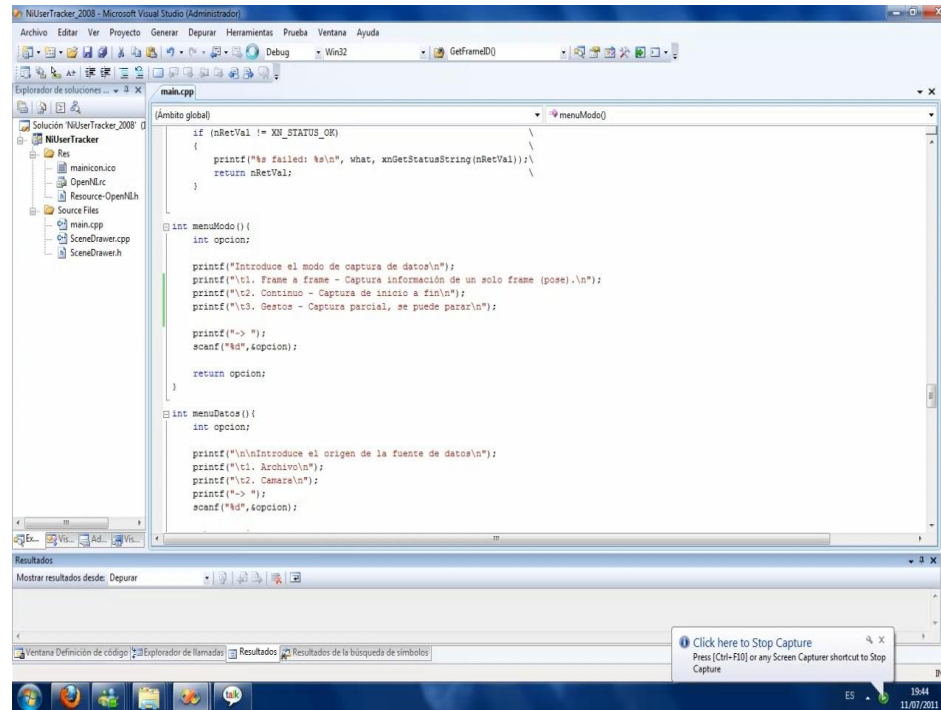 NiUserTracker_2008 - Microsoft Visual Studio (Administrador)
Archivo Editar Ver Proyecto Generar Depurar Herramientas Prueba Ventana Ayuda
Debug Win32 GetFrameID()
Explorador de soluciones ...
main.cpp
(Ámbito global) menuModo()
Solución 'NiUserTracker_2008' (1
NiUserTracker
Res
mainicon.ico
OpenNI.rc
Resource-OpenNI.h
Source Files
main.cpp
SceneDrawer.cpp
SceneDrawer.h
if (nRetVal != XN_STATUS_OK) \
{ \
printf("%s failed: %s\n", what, xnGetStatusString(nRetVal));\
return nRetVal; \
}
int menuModo(){
int opcion;
printf("Introduce el modo de captura de datos\n");
printf("\t1. Frame a frame - Captura información de un solo frame (pose).\n");
printf("\t2. Continuo - Captura de inicio a fin\n");
printf("\t3. Gestos - Captura parcial, se puede parar\n");
printf("-> ");
scanf("%d",&opcion);
return opcion;
}
int menuDatos(){
int opcion;
printf("\n\nIntroduce el origen de la fuente de datos\n");
printf("\t1. Archivo\n");
printf("\t2. Camara\n");
printf("-> ");
scanf("%d",&opcion);
Ex... Vis... Ad... Vis...
Resultados
Mostrar resultados desde: Depurar
Ventana Definición de código Explorador de llamadas Resultados Resultados de la búsqueda de símbolos
Click here to Stop Capture
Press [Ctrl+F10] or any Screen Capturer shortcut to Stop
Capture
talk
ES
19:44
11/07/2011